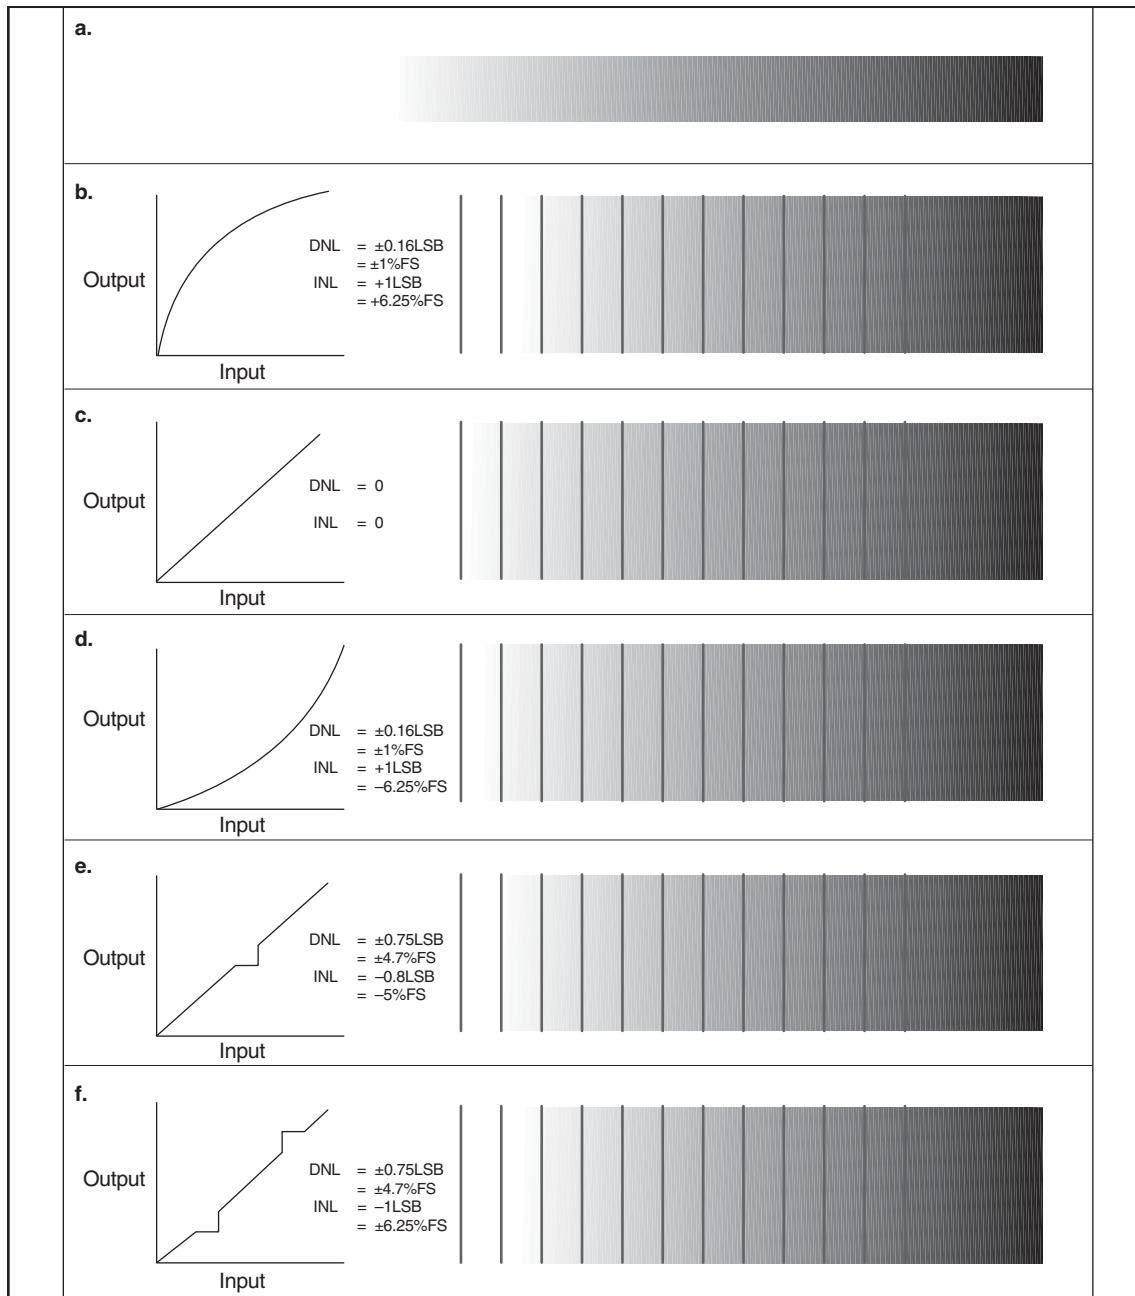 a.
b.
Output
DNL = ±0.16LSB
= ±1%FS
INL = +1LSB
= +6.25%FS
Input
c.
Output
DNL = 0
INL = 0
Input
d.
Output
DNL = ±0.16LSB
= ±1%FS
INL = +1LSB
= –6.25%FS
Input
e.
Output
DNL = ±0.75LSB
= ±4.7%FS
INL = –0.8LSB
= –5%FS
Input
f.
Output
DNL = ±0.75LSB
= ±4.7%FS
INL = –1LSB
= ±6.25%FS
Input